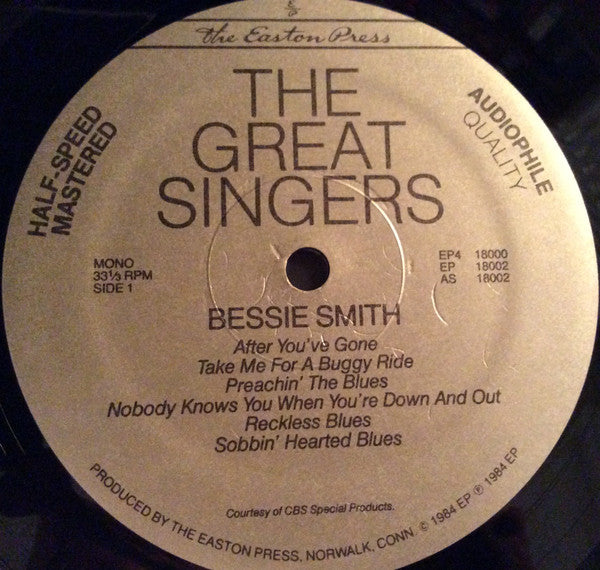 the Easton Press
THE
GREAT
SINGERS
HALF-SPEED
MASTERED
AUDIOPHILE
QUALITY
MONO
33⅓ RPM
SIDE 1
EP4 18000
EP 18002
AS 18002
BESSIE SMITH
After You've Gone
Take Me For A Buggy Ride
Preachin' The Blues
Nobody Knows You When You're Down And Out
Reckless Blues
Sobbin' Hearted Blues
Courtesy of CBS Special Products.
PRODUCED BY THE EASTON PRESS, NORWALK, CONN © 1984 EP ℗ 1984 EP